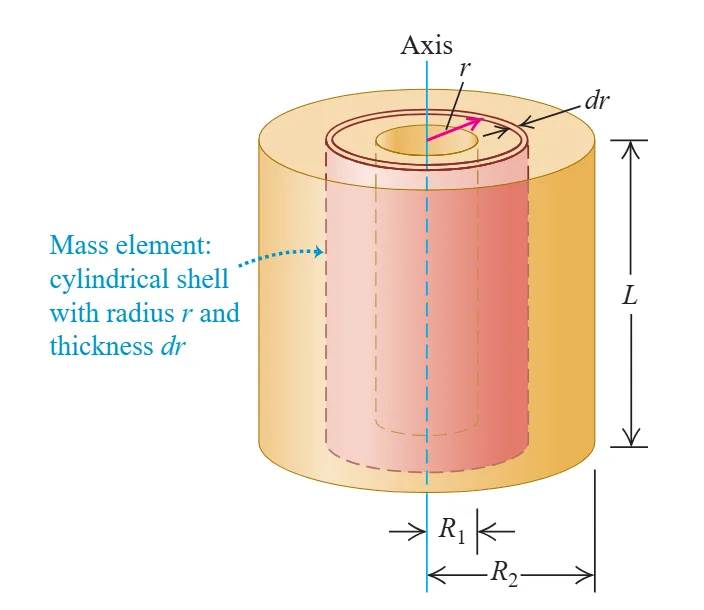 Axis
r
dr
Mass element:
cylindrical shell
with radius r and
thickness dr
L
R₁
R₂